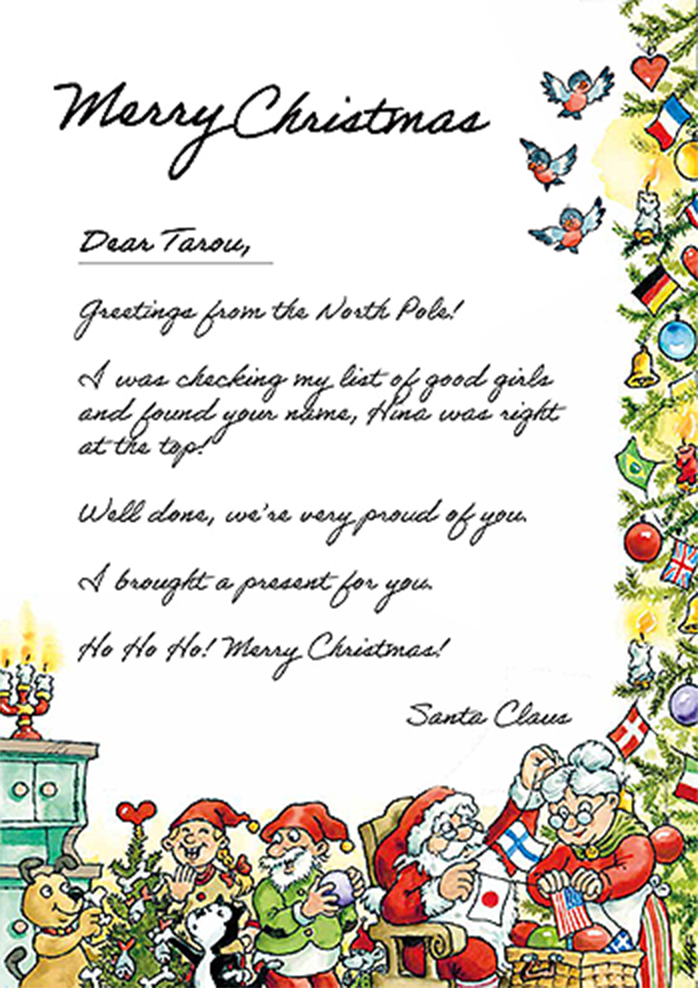 Merry Christmas
Dear Tarou,
Greetings from the North Pole!
I was checking my list of good girls
and found your name, Hina was right
at the top!
Well done, we're very proud of you.
I brought a present for you.
Ho Ho Ho! Merry Christmas!
Santa Claus